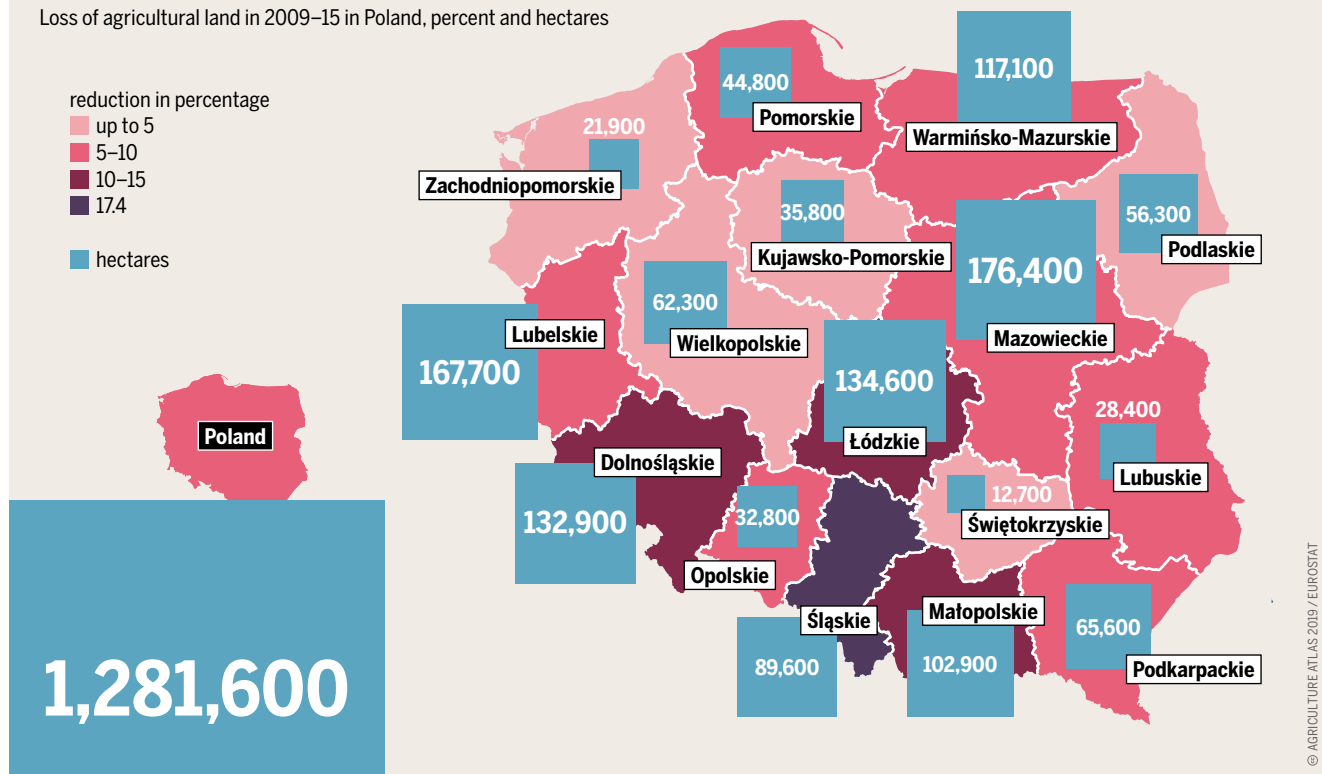 Loss of agricultural land in 2009–15 in Poland, percent and hectares
reduction in percentage
up to 5
5–10
10–15
17.4
hectares
Poland
1,281,600
44,800
Pomorskie
117,100
Warmińsko-Mazurskie
21,900
Zachodniopomorskie
35,800
Kujawsko-Pomorskie
56,300
Podlaskie
176,400
Mazowieckie
62,300
Wielkopolskie
Lubelskie
167,700
134,600
Łódzkie
28,400
Lubuskie
Dolnośląskie
132,900
32,800
Opolskie
12,700
Świętokrzyskie
Śląskie
89,600
Małopolskie
102,900
65,600
Podkarpackie
© AGRICULTURE ATLAS 2019 / EUROSTAT